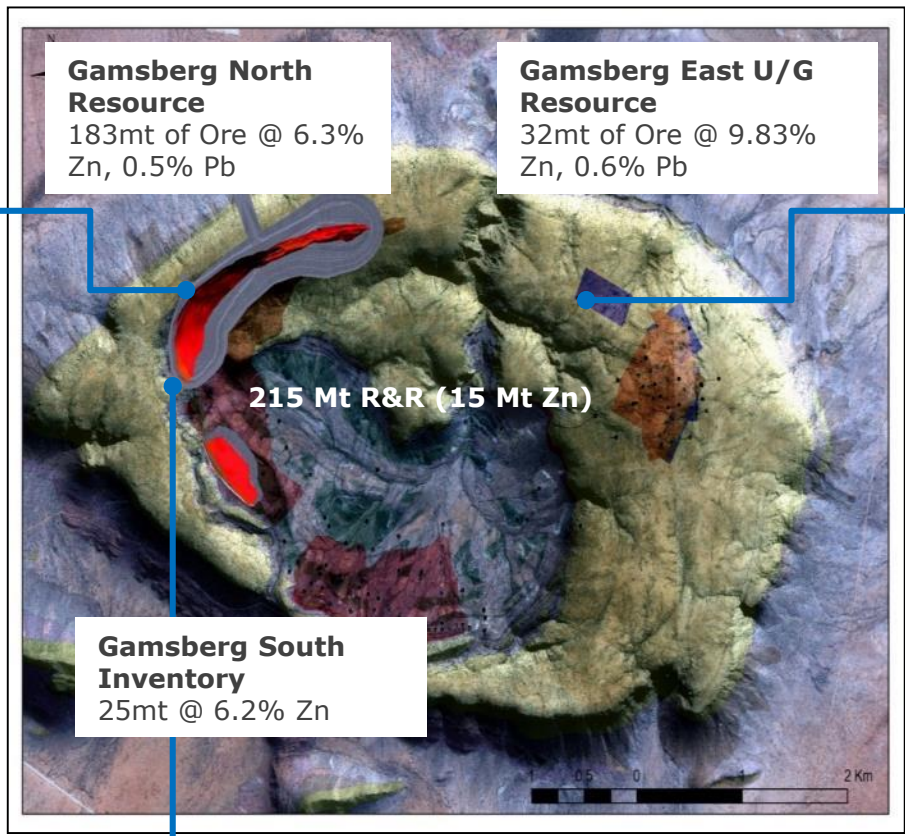 N
Gamsberg North
Resource
183mt of Ore @ 6.3%
Zn, 0.5% Pb
Gamsberg East U/G
Resource
32mt of Ore @ 9.83%
Zn, 0.6% Pb
215 Mt R&R (15 Mt Zn)
Gamsberg South
Inventory
25mt @ 6.2% Zn
1 0.5 0 1 2 Km